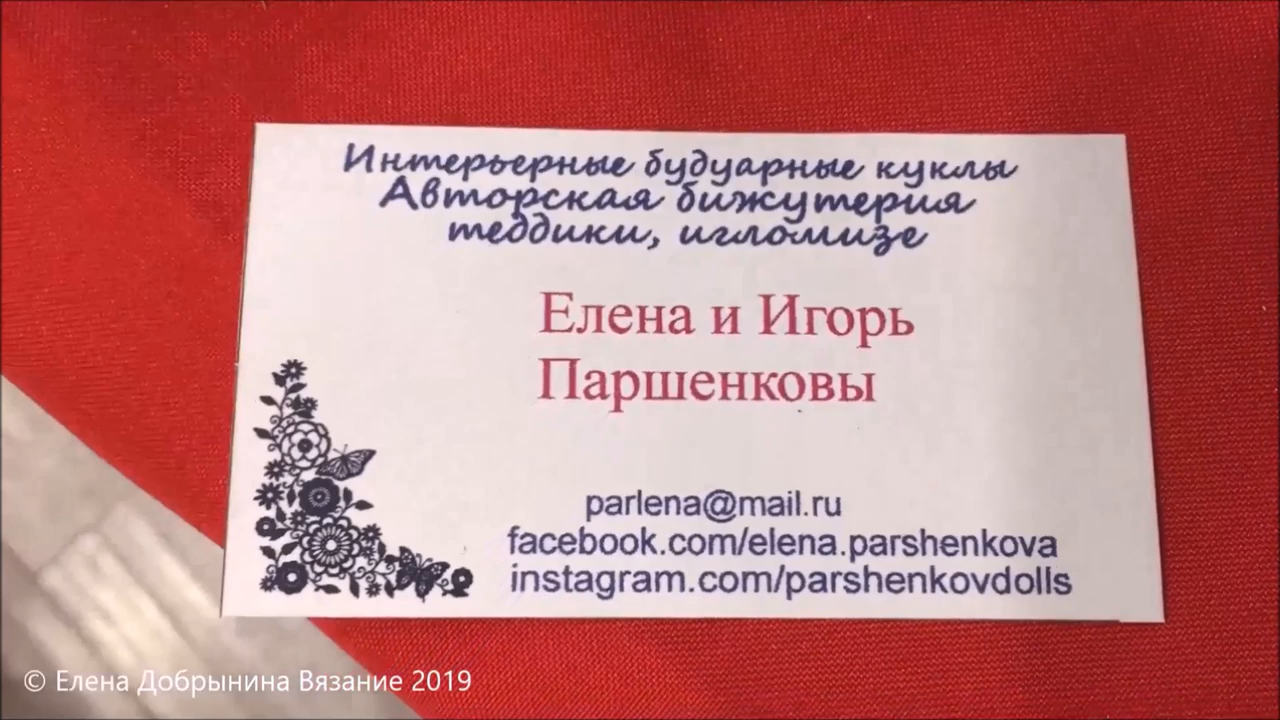 Интерьерные будуарные куклы
Авторская бижутерия
теддики, игломизе
Елена и Игорь
Паршенковы
parlena@mail.ru
facebook.com/elena.parshenkova
instagram.com/parshenkovdolls
© Елена Добрынина Вязание 2019